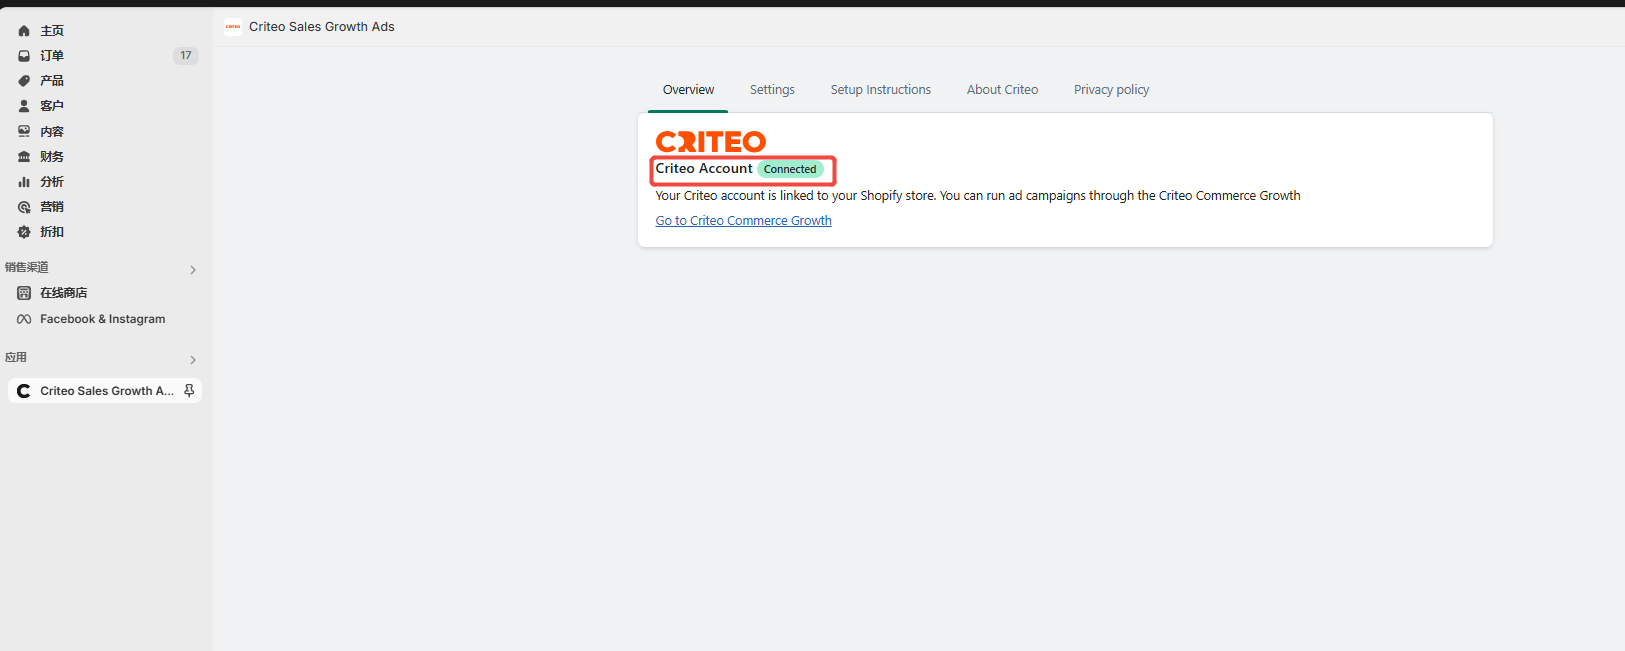 主页
订单 17
产品
客户
内容
财务
分析
营销
折扣
销售渠道
在线商店
Facebook & Instagram
应用
Criteo Sales Growth A...
CRITEO Criteo Sales Growth Ads
Overview Settings Setup Instructions About Criteo Privacy policy
CRITEO
Criteo Account Connected
Your Criteo account is linked to your Shopify store. You can run ad campaigns through the Criteo Commerce Growth
Go to Criteo Commerce Growth